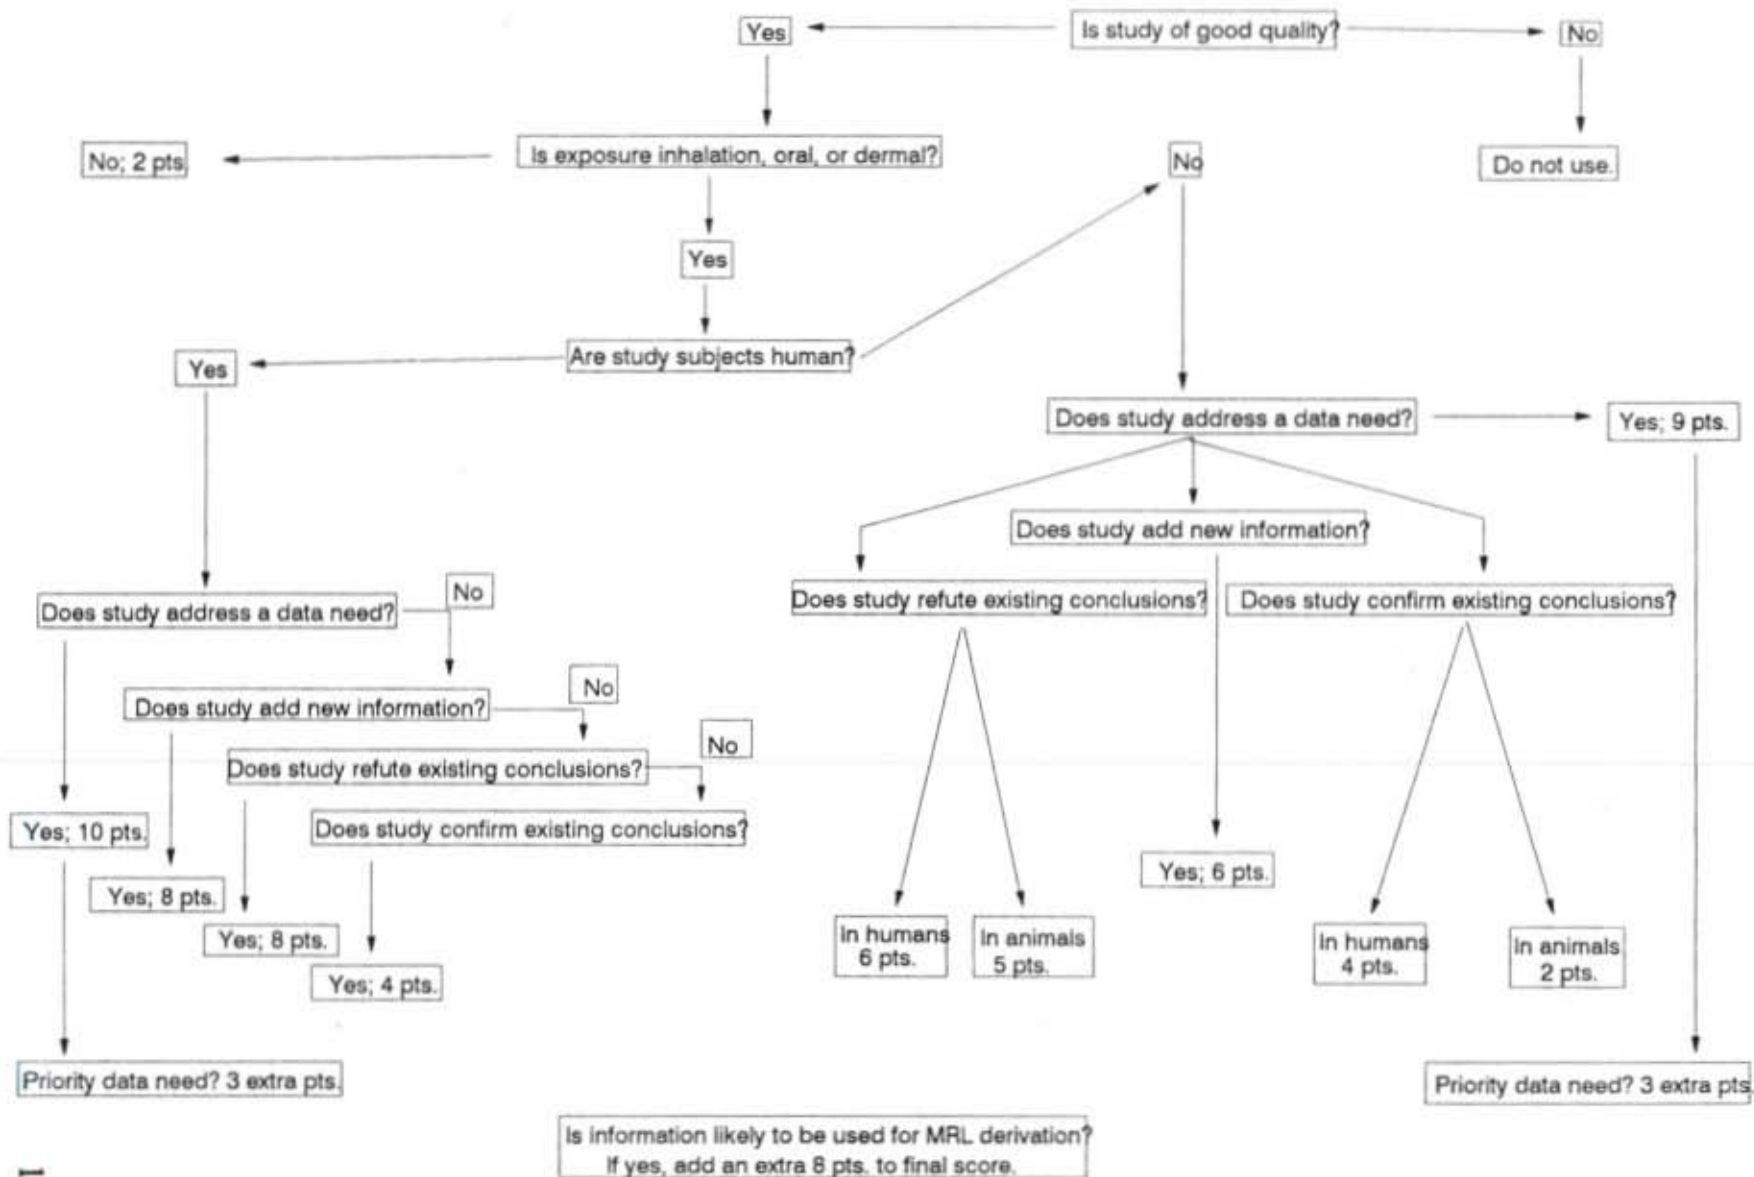 Yes
Is study of good quality?
No
No; 2 pts.
Is exposure inhalation, oral, or dermal?
No
Do not use.
Yes
Yes
Are study subjects human?
Does study address a data need?
Yes; 9 pts.
Does study add new information?
Does study refute existing conclusions?
Does study confirm existing conclusions?
No
Does study address a data need?
No
Does study add new information?
No
Does study refute existing conclusions?
Yes; 10 pts.
Does study confirm existing conclusions?
Yes; 8 pts.
Yes; 8 pts.
Yes; 4 pts.
Yes; 6 pts.
In humans
6 pts.
In animals
5 pts.
In humans
4 pts.
In animals
2 pts.
Priority data need? 3 extra pts.
Priority data need? 3 extra pts.
Is information likely to be used for MRL derivation?
If yes, add an extra 8 pts. to final score.